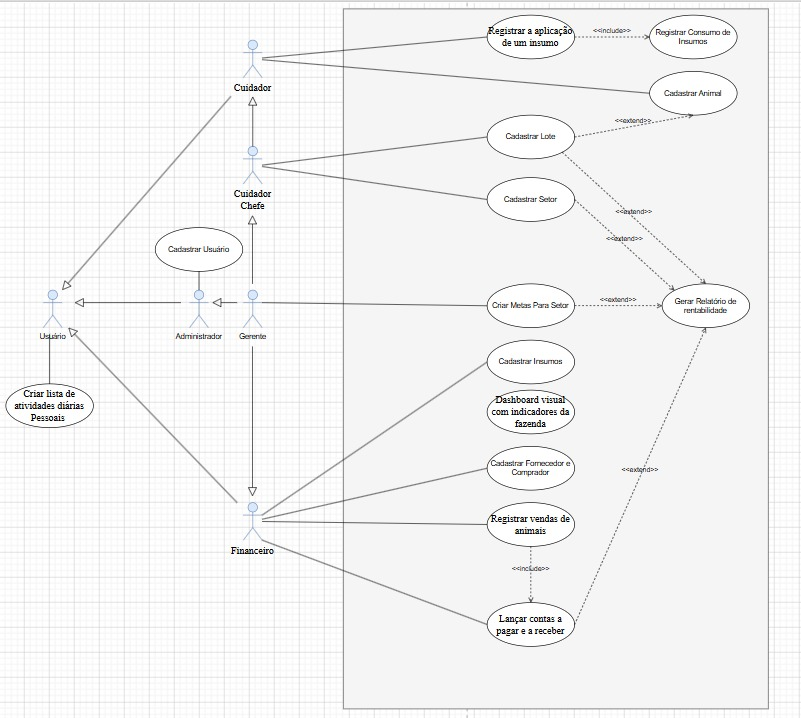 Registrar a aplicação
de um insumo
<<include>>
Registrar Consumo de
Insumos
Cuidador
Cadastrar Animal
<<extend>>
Cadastrar Lote
Cuidador
Chefe
Cadastrar Setor
<<extend>>
<<extend>>
Cadastrar Usuário
Usuário
Administrador
Gerente
Criar Metas Para Setor
<<extend>>
Gerar Relatório de
rentabilidade
Cadastrar Insumos
Criar lista de
atividades diárias
Pessoais
Dashboard visual
com indicadores da
fazenda
Cadastrar Fornecedor e
Comprador
<<extend>>
Registrar vendas de
animais
Financeiro
<<include>>
Lançar contas a
pagar e a receber